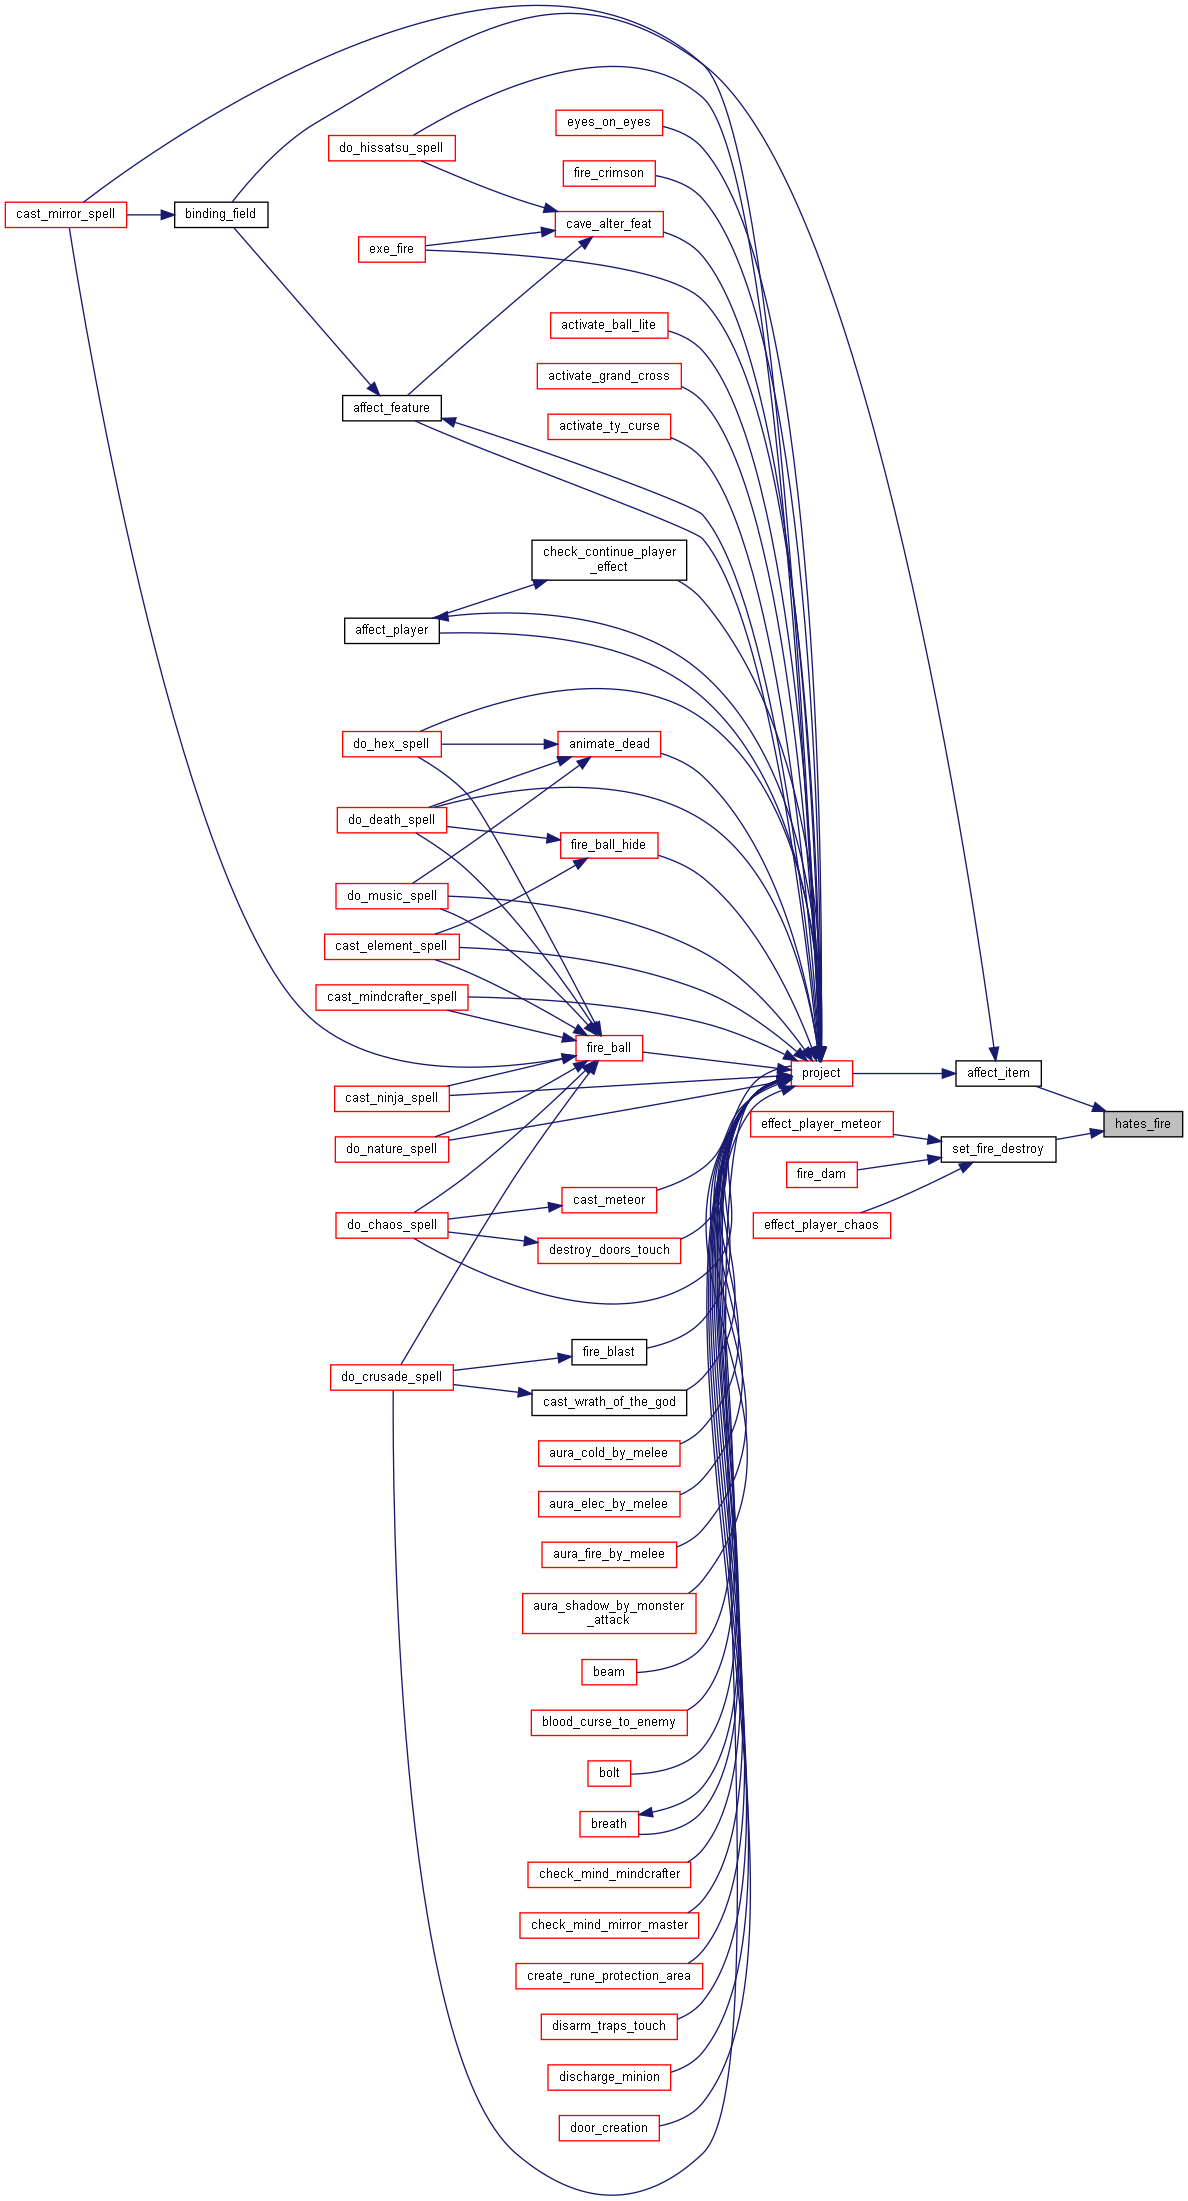 eyes_on_eyes
do_hissatsu_spell
fire_crimson
cast_mirror_spell
binding_field
cave_alter_feat
exe_fire
activate_ball_lite
activate_grand_cross
affect_feature
activate_ty_curse
check_continue_player
_effect
affect_player
do_hex_spell
animate_dead
do_death_spell
fire_ball_hide
do_music_spell
cast_element_spell
cast_mindcrafter_spell
fire_ball
project
affect_item
cast_ninja_spell
effect_player_meteor
hates_fire
do_nature_spell
set_fire_destroy
fire_dam
cast_meteor
do_chaos_spell
effect_player_chaos
destroy_doors_touch
fire_blast
do_crusade_spell
cast_wrath_of_the_god
aura_cold_by_melee
aura_elec_by_melee
aura_fire_by_melee
aura_shadow_by_monster
_attack
beam
blood_curse_to_enemy
bolt
breath
check_mind_mindcrafter
check_mind_mirror_master
create_rune_protection_area
disarm_traps_touch
discharge_minion
door_creation